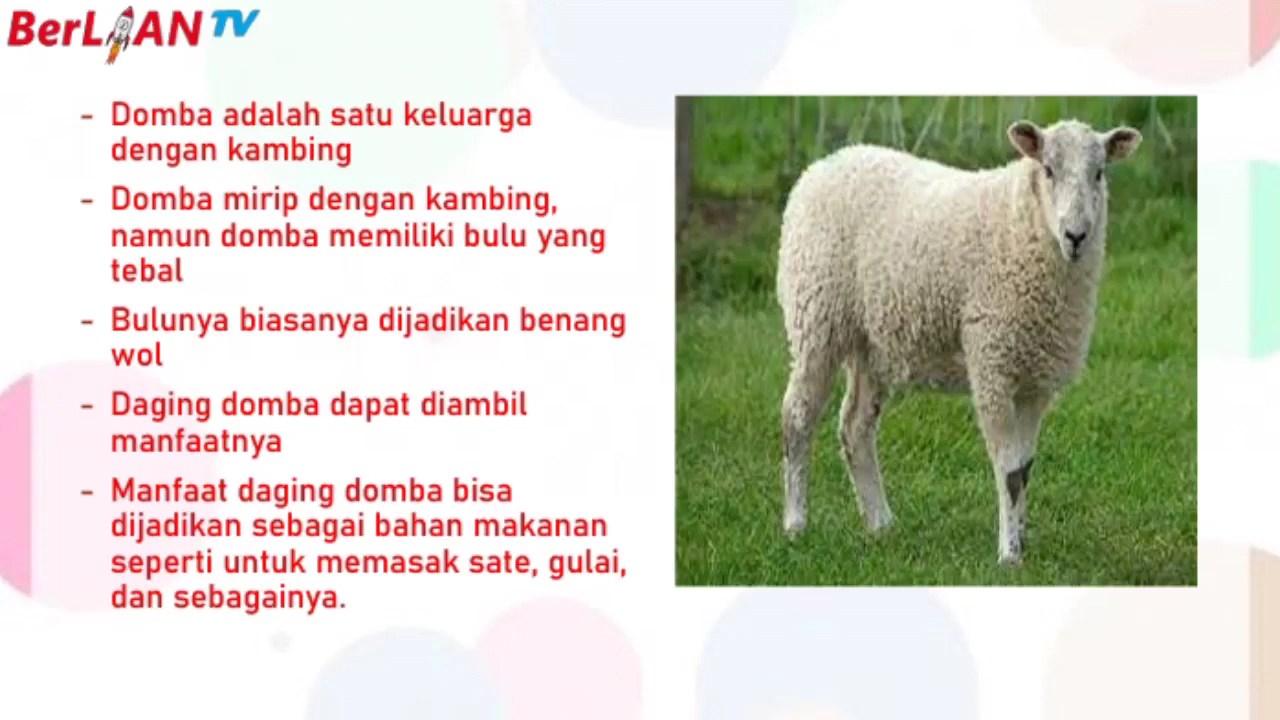 BerLIAN TV
- Domba adalah satu keluarga
dengan kambing
- Domba mirip dengan kambing,
namun domba memiliki bulu yang
tebal
- Bulunya biasanya dijadikan benang
wol
- Daging domba dapat diambil
manfaatnya
- Manfaat daging domba bisa
dijadikan sebagai bahan makanan
seperti untuk memasak sate, gulai,
dan sebagainya.